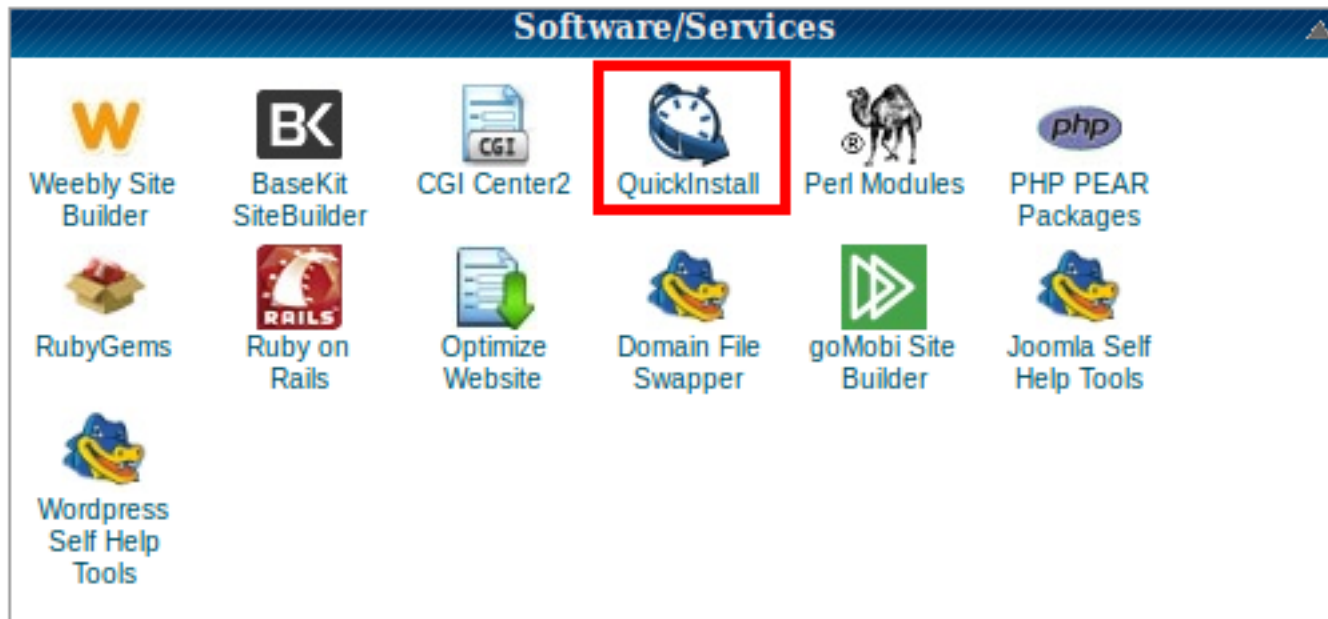 Software/Services
W
BK
CGI
®
php
Weebly Site
Builder
BaseKit
SiteBuilder
CGI Center2
QuickInstall
Perl Modules
PHP PEAR
Packages
RAILS
RubyGems
Ruby on
Rails
Optimize
Website
Domain File
Swapper
goMobi Site
Builder
Joomla Self
Help Tools
Wordpress
Self Help
Tools